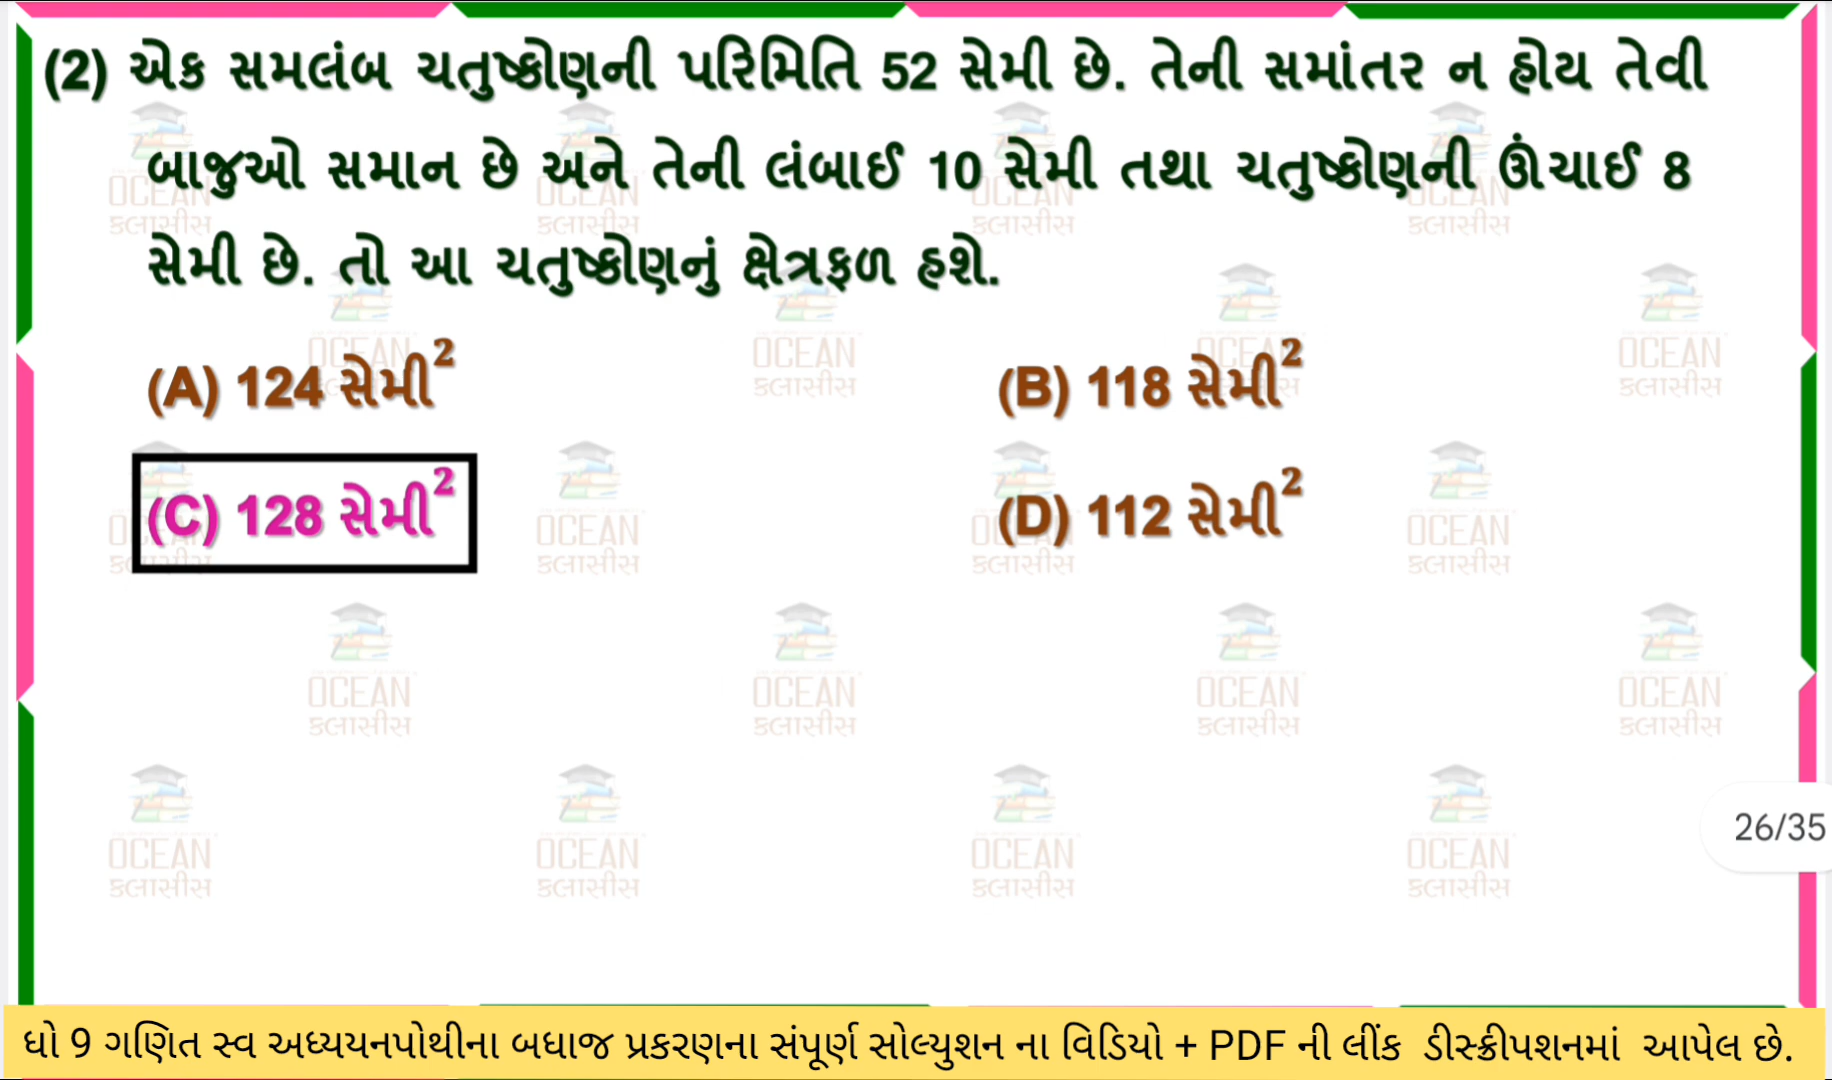 (2) એક સમલંબ ચતુષ્કોણની પરિમિતિ 52 સેમી છે. તેની સમાંતર ન હોય તેવી
બાજુઓ સમાન છે અને તેની લંબાઈ 10 સેમી તથા ચતુષ્કોણની ઊંચાઈ 8
સેમી છે. તો આ ચતુષ્કોણનું ક્ષેત્રફળ હશે.
(A) 124 સેમી²
(B) 118 સેમી²
(C) 128 સેમી²
(D) 112 સેમી²
26/35
ધો 9 ગણિત સ્વ અધ્યયનપોથીના બધાજ પ્રકરણના સંપૂર્ણ સોલ્યુશન ના વિડિયો + PDF ની લીંક ડીસ્ક્રીપશનમાં આપેલ છે.
OCEAN
ક્લાસીસ